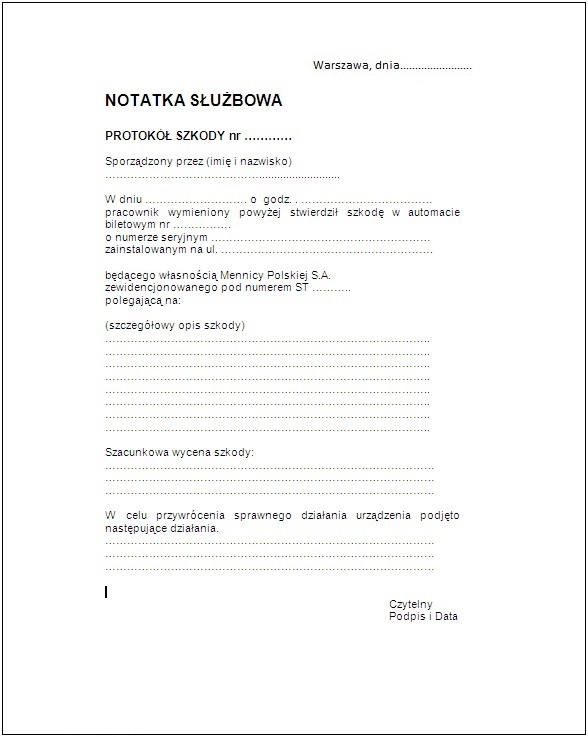 Warszawa, dnia........................
NOTATKA SŁUŻBOWA
PROTOKÓŁ SZKODY nr …………
Sporządzony przez (imię i nazwisko)
……………………………………...........................
W dniu …………………….. o godz. . ……………………………
pracownik wymieniony powyżej stwierdził szkodę w automacie
biletowym nr ……………
o numerze seryjnym ………………………………………………
zainstalowanym na ul. ………………………………………………
będącego własnością Mennicy Polskiej S.A.
zewidencjonowanego pod numerem ST ………..
polegającą na:
(szczegółowy opis szkody)
………………………………………………………………………..
………………………………………………………………………..
………………………………………………………………………..
………………………………………………………………………..
………………………………………………………………………..
………………………………………………………………………..
………………………………………………………………………..
………………………………………………………………………..
Szacunkowa wycena szkody:
…………………………………………………………………………
…………………………………………………………………………
…………………………………………………………………………
W celu przywrócenia sprawnego działania urządzenia podjęto
następujące działania.
…………………………………………………………………………
…………………………………………………………………………
…………………………………………………………………………
Czytelny
Podpis i Data